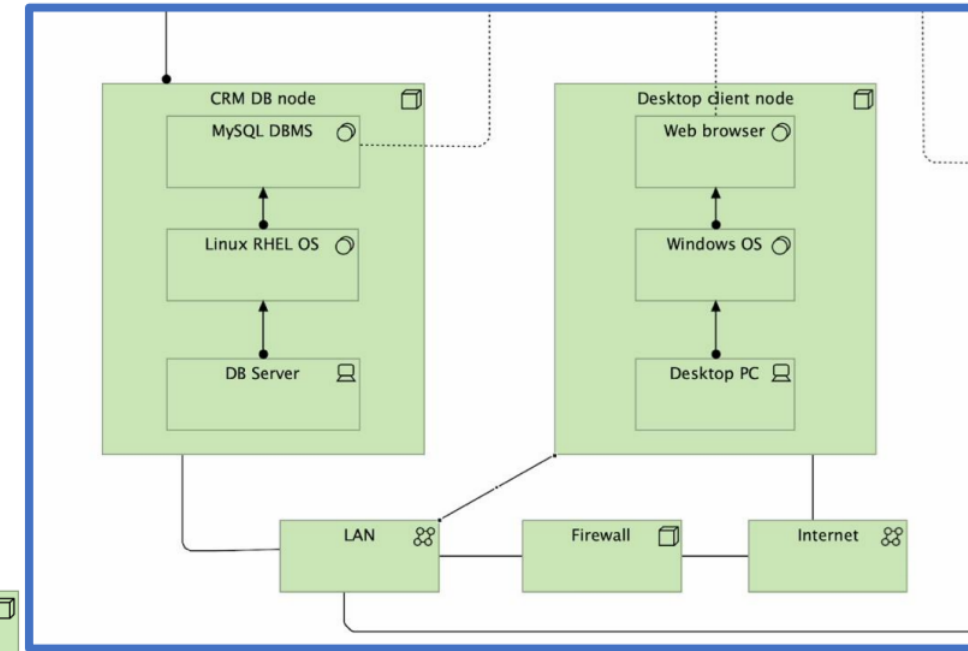 CRM DB node
MySQL DBMS
Linux RHEL OS
DB Server
Desktop client node
Web browser
Windows OS
Desktop PC
LAN
Firewall
Internet